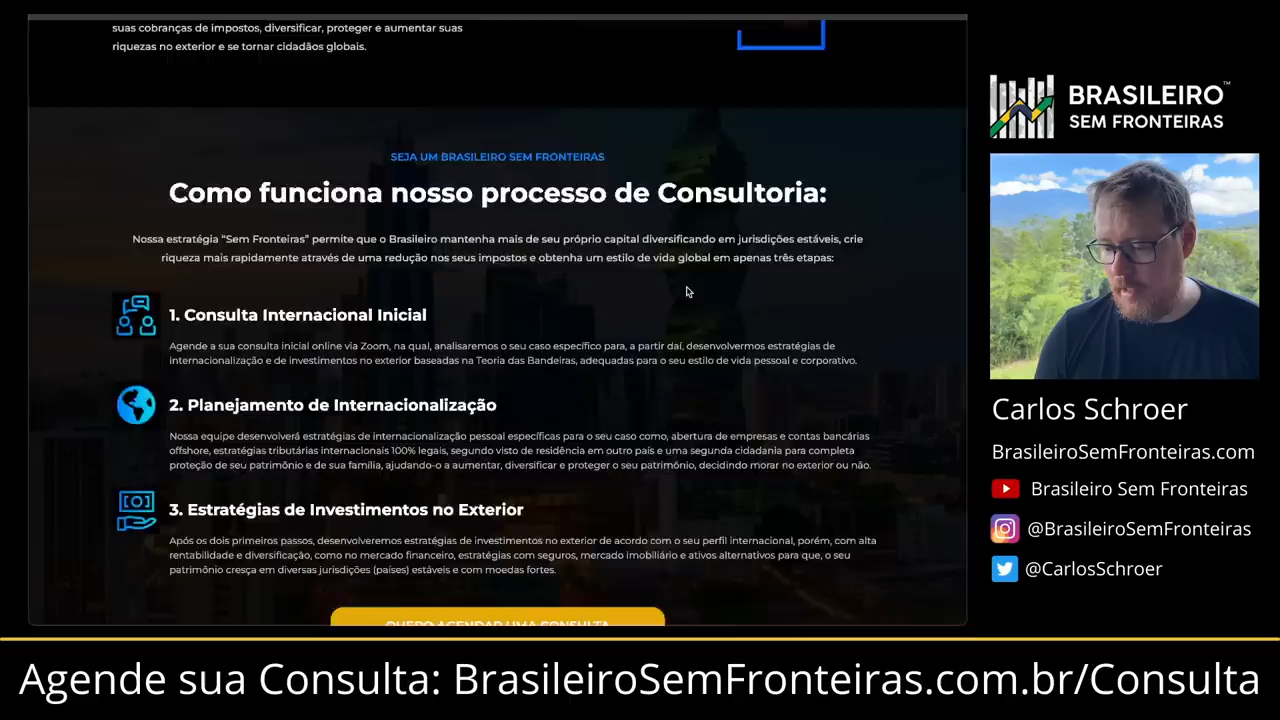 suas cobranças de impostos, diversificar, proteger e aumentar suas
riquezas no exterior e se tornar cidadãos globais.
SEJA UM BRASILEIRO SEM FRONTEIRAS
Como funciona nosso processo de Consultoria:
Nossa estratégia “Sem Fronteiras” permite que o Brasileiro mantenha mais de seu próprio capital diversificando em jurisdições estáveis, crie
riqueza mais rapidamente através de uma redução nos seus impostos e obtenha um estilo de vida global em apenas três etapas:
1. Consulta Internacional Inicial
Agende a sua consulta inicial online via Zoom, na qual, analisaremos o seu caso específico para, a partir daí, desenvolvermos estratégias de
internacionalização e de investimentos no exterior baseadas na Teoria das Bandeiras, adequadas para o seu estilo de vida pessoal e corporativo.
2. Planejamento de Internacionalização
Nossa equipe desenvolverá estratégias de internacionalização pessoal específicas para o seu caso como, abertura de empresas e contas bancárias
offshore, estratégias tributárias internacionais 100% legais, segundo visto de residência em outro país e uma segunda cidadania para completa
proteção de seu patrimônio e de sua família, ajudando-o a aumentar, diversificar e proteger o seu patrimônio, decidindo morar no exterior ou não.
3. Estratégias de Investimentos no Exterior
Após os dois primeiros passos, desenvolveremos estratégias de investimentos no exterior de acordo com o seu perfil internacional, porém, com alta
rentabilidade e diversificação, como no mercado financeiro, estratégias com seguros, mercado imobiliário e ativos alternativos para que, o seu
patrimônio cresça em diversas jurisdições (países) estáveis e com moedas fortes.
QUERO AGENDAR UMA CONSULTA
BRASILEIRO™
SEM FRONTEIRAS
Carlos Schroer
BrasileiroSemFronteiras.com
Brasileiro Sem Fronteiras
@BrasileiroSemFronteiras
@CarlosSchroer
Agende sua Consulta: BrasileiroSemFronteiras.com.br/Consulta